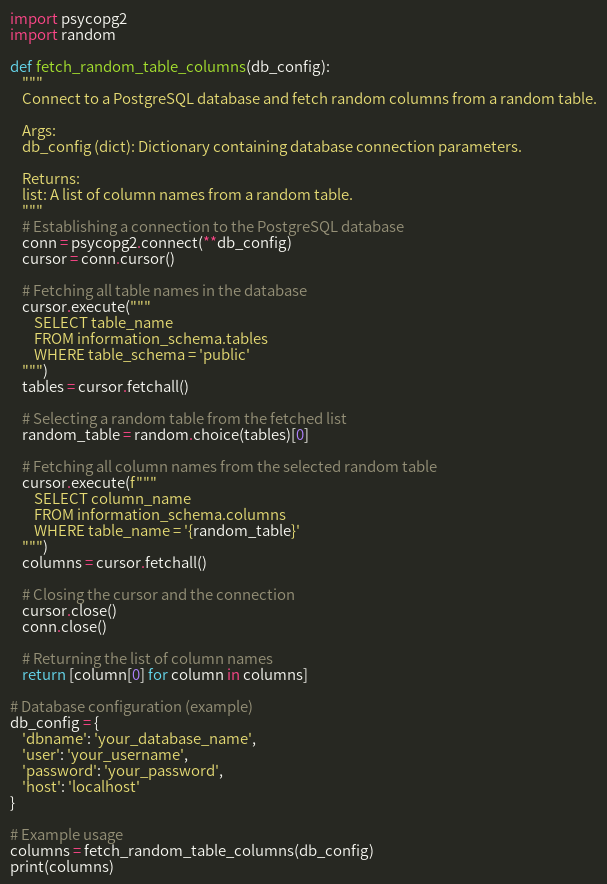 import psycopg2
import random

def fetch_random_table_columns(db_config):
    """
    Connect to a PostgreSQL database and fetch random columns from a random table.

    Args:
    db_config (dict): Dictionary containing database connection parameters.

    Returns:
    list: A list of column names from a random table.
    """
    # Establishing a connection to the PostgreSQL database
    conn = psycopg2.connect(**db_config)
    cursor = conn.cursor()

    # Fetching all table names in the database
    cursor.execute("""
        SELECT table_name
        FROM information_schema.tables
        WHERE table_schema = 'public'
    """)
    tables = cursor.fetchall()

    # Selecting a random table from the fetched list
    random_table = random.choice(tables)[0]

    # Fetching all column names from the selected random table
    cursor.execute(f"""
        SELECT column_name
        FROM information_schema.columns
        WHERE table_name = '{random_table}'
    """)
    columns = cursor.fetchall()

    # Closing the cursor and the connection
    cursor.close()
    conn.close()

    # Returning the list of column names
    return [column[0] for column in columns]

# Database configuration (example)
db_config = {
    'dbname': 'your_database_name',
    'user': 'your_username',
    'password': 'your_password',
    'host': 'localhost'
}

# Example usage
columns = fetch_random_table_columns(db_config)
print(columns)